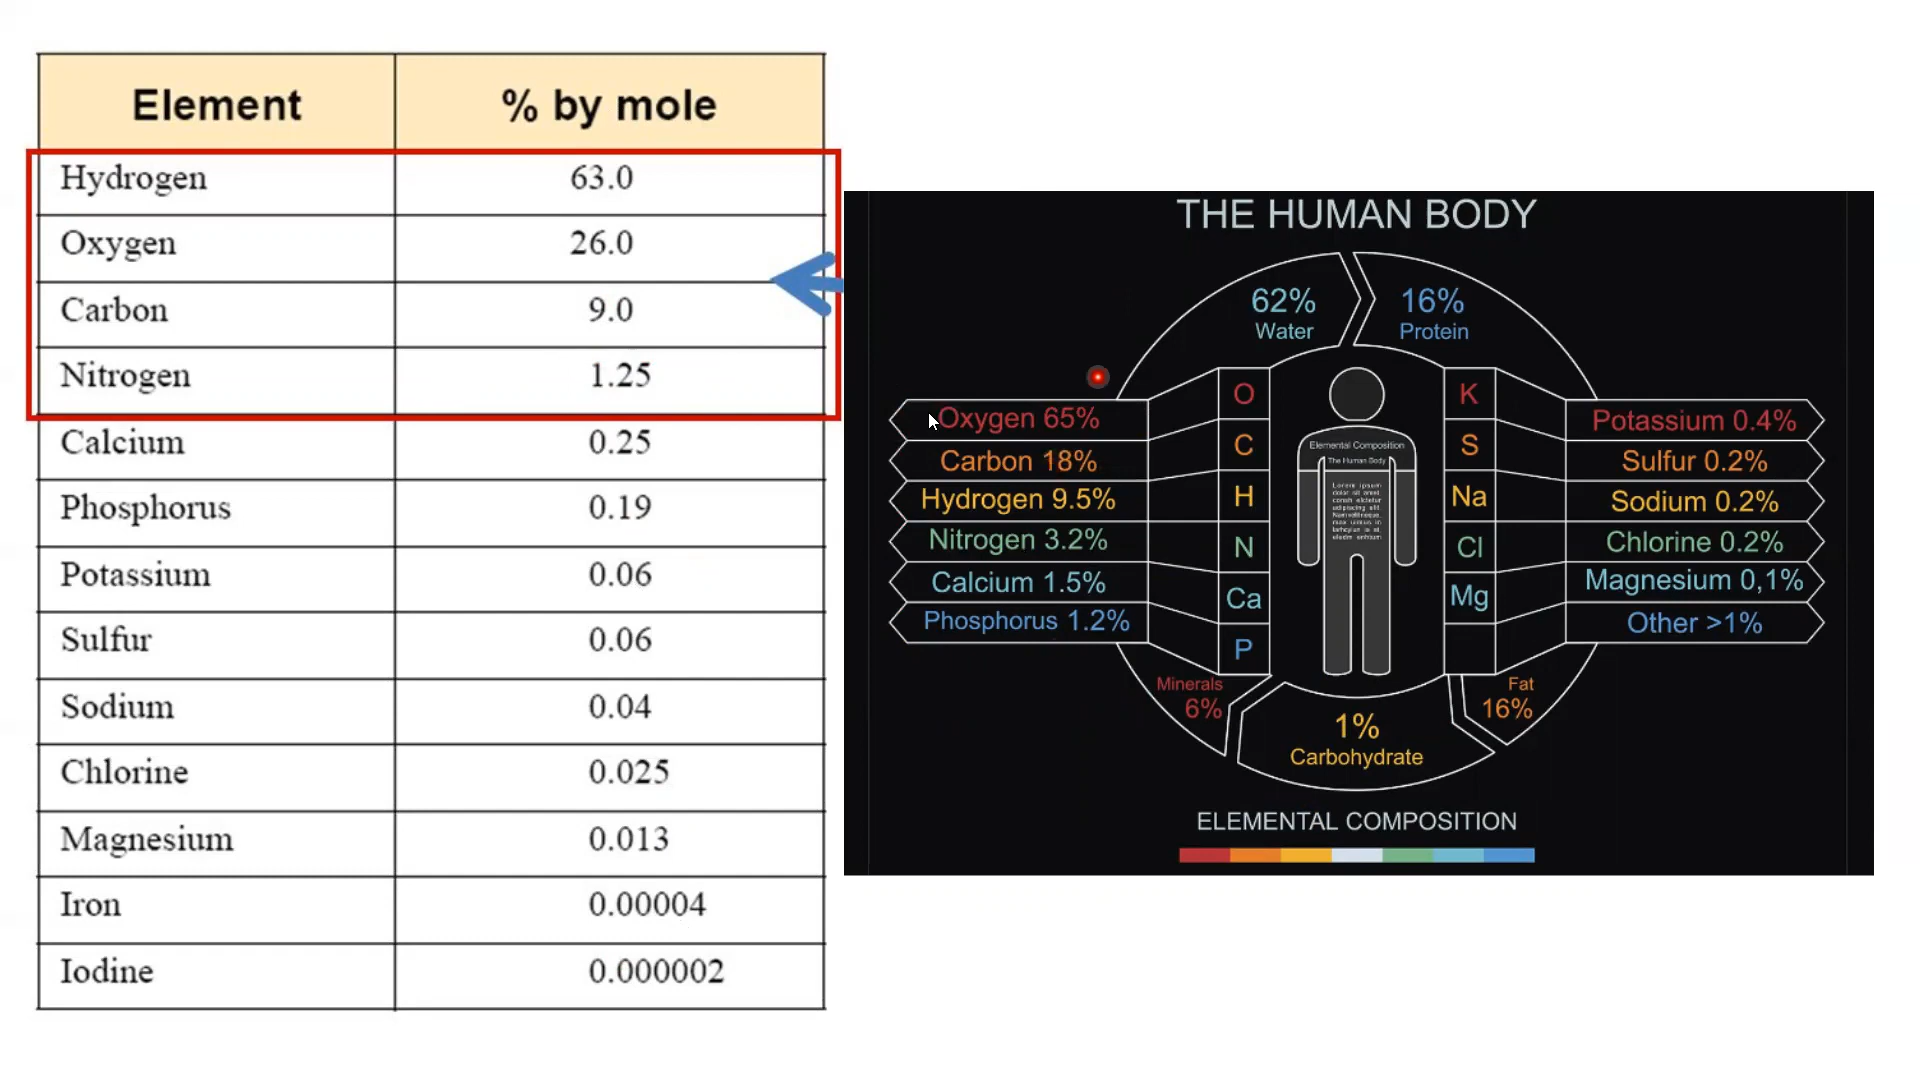 Element % by mole
Hydrogen 63.0
Oxygen 26.0
Carbon 9.0
Nitrogen 1.25
Calcium 0.25
Phosphorus 0.19
Potassium 0.06
Sulfur 0.06
Sodium 0.04
Chlorine 0.025
Magnesium 0.013
Iron 0.00004
Iodine 0.000002
THE HUMAN BODY
62%
Water
16%
Protein
Oxygen 65%
Carbon 18%
Hydrogen 9.5%
Nitrogen 3.2%
Calcium 1.5%
Phosphorus 1.2%
O
C
H
N
Ca
P
Elemental Composition
The Human Body
Lorem ipsum
dolor sit amet
K
S
Na
Cl
Mg
Potassium 0.4%
Sulfur 0.2%
Sodium 0.2%
Chlorine 0.2%
Magnesium 0,1%
Other >1%
Minerals
6%
1%
Carbohydrate
Fat
16%
ELEMENTAL COMPOSITION